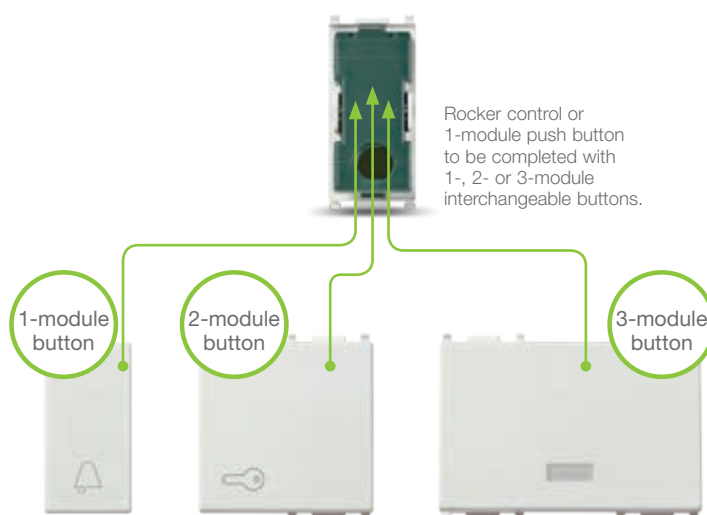 Rocker control or
1-module push button
to be completed with
1-, 2- or 3-module
interchangeable buttons.
1-module
button
2-module
button
3-module
button